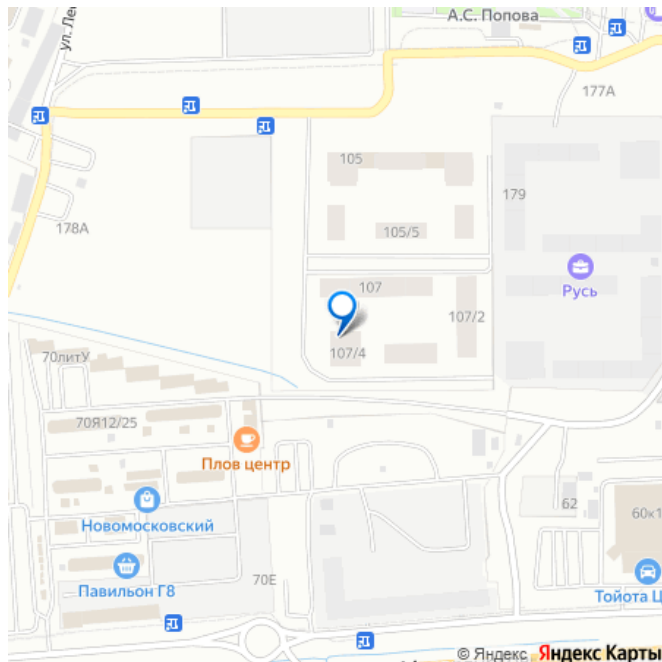 А.С. Попова
ул. Ле
177А
105
179
178А
105/5
Русь
107
107/2
107/4
70литУ
70Я12/25
Плов центр
62
60к1
Новомосковский
70Е
Павильон Г8
Тойота Ц
© Яндекс Яндекс Карты